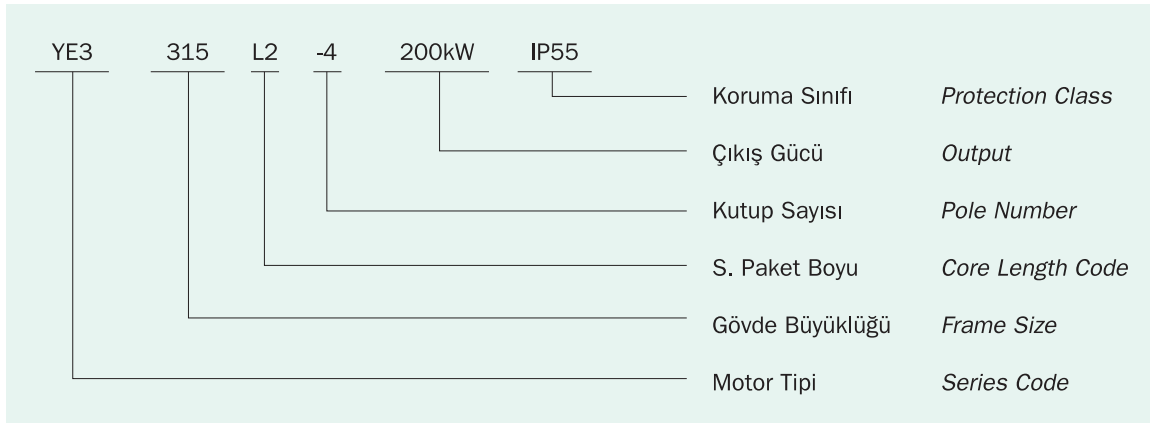 YE3 315 L2 -4 200kW IP55
Koruma Sınıfı Protection Class
Çıkış Gücü Output
Kutup Sayısı Pole Number
S. Paket Boyu Core Length Code
Gövde Büyüklüğü Frame Size
Motor Tipi Series Code